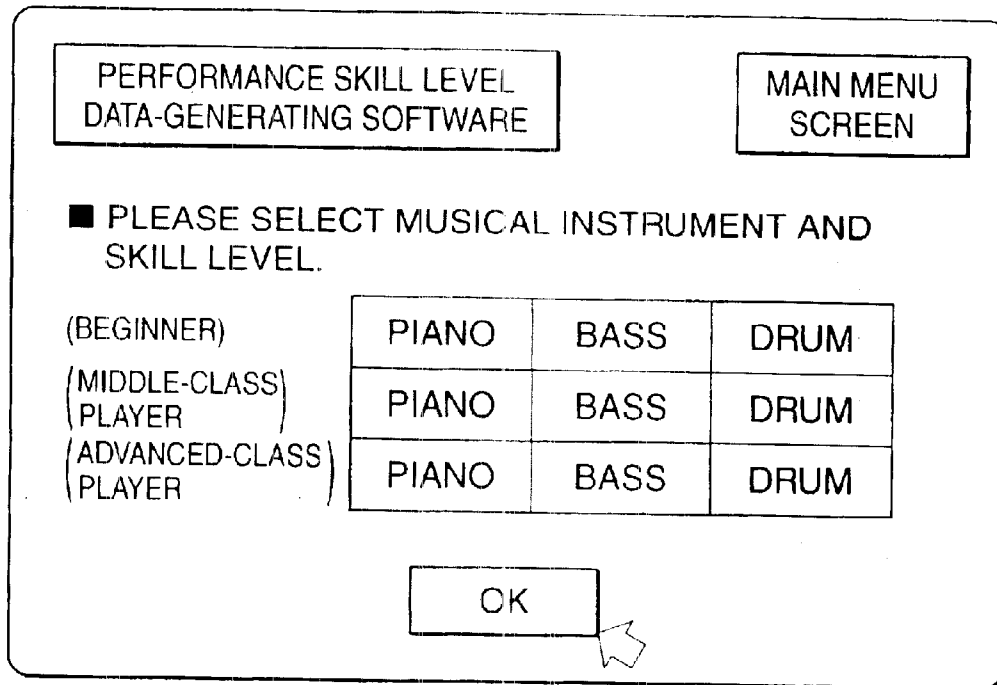 PERFORMANCE SKILL LEVEL
DATA-GENERATING SOFTWARE
MAIN MENU
SCREEN
■ PLEASE SELECT MUSICAL INSTRUMENT AND
SKILL LEVEL.
(BEGINNER) PIANO BASS DRUM
(MIDDLE-CLASS
PLAYER) PIANO BASS DRUM
(ADVANCED-CLASS
PLAYER) PIANO BASS DRUM
OK